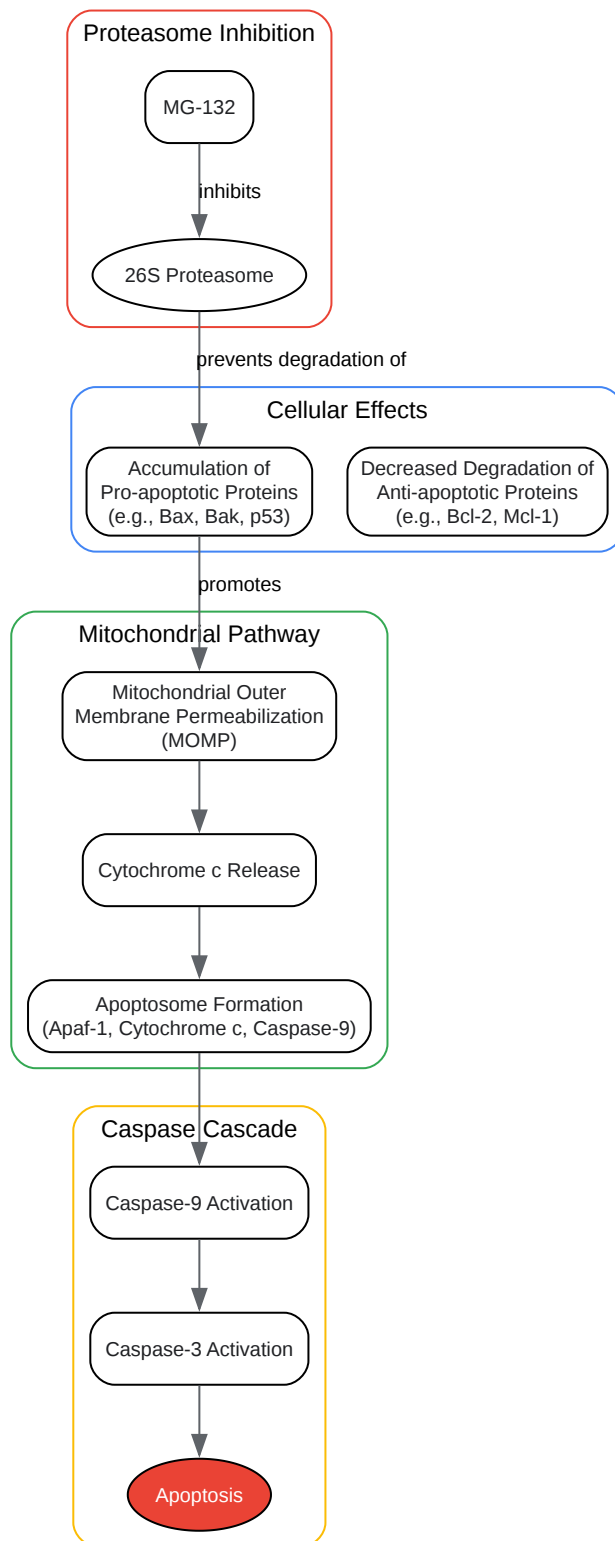 Proteasome Inhibition
MG-132
inhibits
26S Proteasome
prevents degradation of
Cellular Effects
Accumulation of
Pro-apoptotic Proteins
(e.g., Bax, Bak, p53)
Decreased Degradation of
Anti-apoptotic Proteins
(e.g., Bcl-2, Mcl-1)
promotes
Mitochondrial Pathway
Mitochondrial Outer
Membrane Permeabilization
(MOMP)
Cytochrome c Release
Apoptosome Formation
(Apaf-1, Cytochrome c, Caspase-9)
Caspase Cascade
Caspase-9 Activation
Caspase-3 Activation
Apoptosis